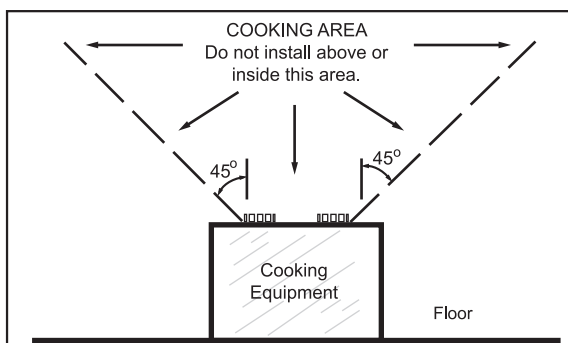 COOKING AREA
Do not install above or
inside this area.
45°
45°
Cooking
Equipment
Floor